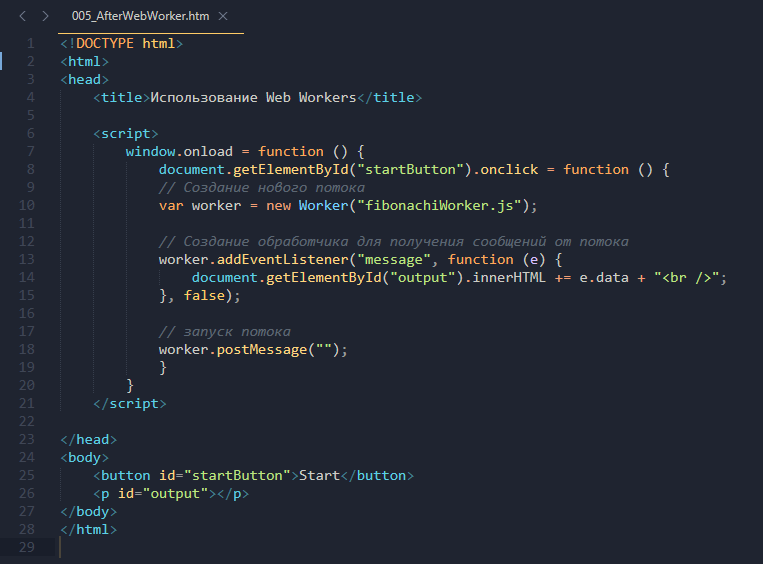 005_AfterWebWorker.htm
1 <!DOCTYPE html>
2 <html>
3 <head>
4 <title>Использование Web Workers</title>
5
6 <script>
7 window.onload = function () {
8 document.getElementById("startButton").onclick = function () {
9 // Создание нового потока
10 var worker = new Worker("fibonachiWorker.js");
11
12 // Создание обработчика для получения сообщений от потока
13 worker.addEventListener("message", function (e) {
14 document.getElementById("output").innerHTML += e.data + "<br />";
15 }, false);
16
17 // запуск потока
18 worker.postMessage("");
19 }
20 }
21 </script>
22
23 </head>
24 <body>
25 <button id="startButton">Start</button>
26 <p id="output"></p>
27 </body>
28 </html>
29